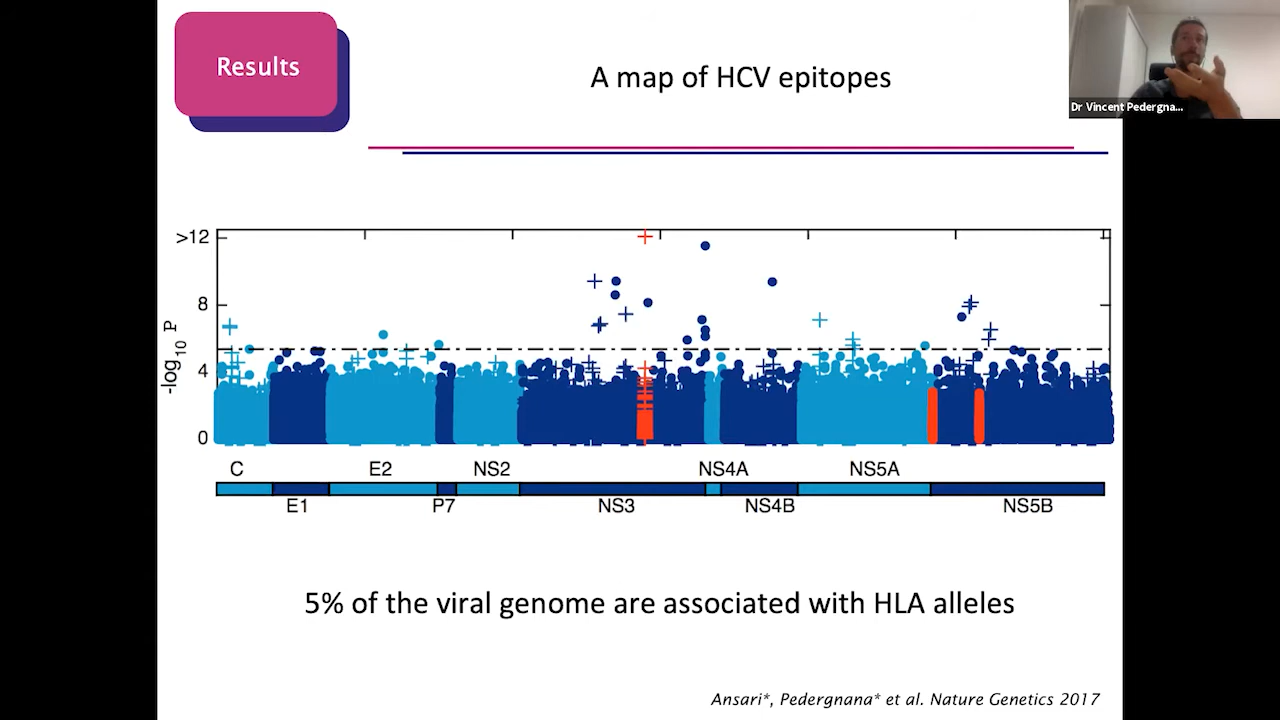 Results
A map of HCV epitopes
Dr Vincent Pedergna...
>12
8
4
0
-log10 P
C
E2
NS2
NS4A
NS5A
E1
P7
NS3
NS4B
NS5B
5% of the viral genome are associated with HLA alleles
Ansari*, Pedergnana* et al. Nature Genetics 2017